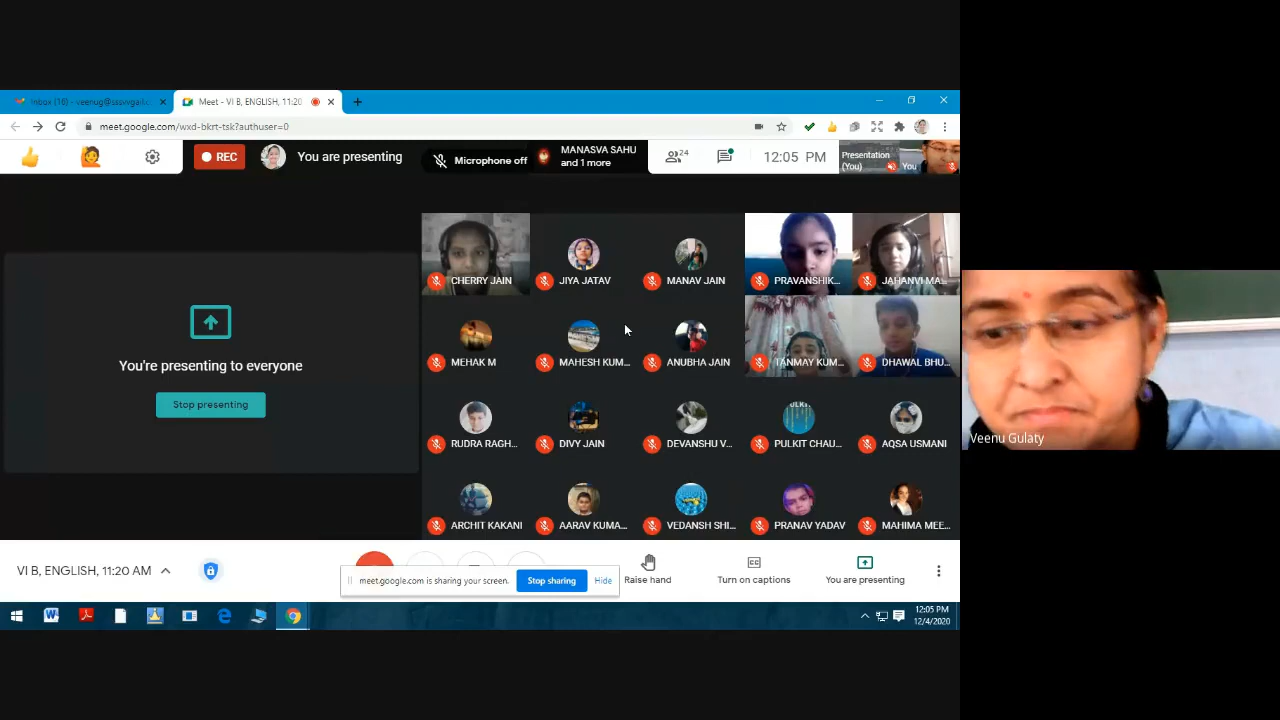 Inbox (16) - veenug@ssswgail.c
Meet - VI B, ENGLISH, 11:20
meet.google.com/wxd-bkrt-tsk?authuser=0
REC
You are presenting
Microphone off
MANASVA SAHU
and 1 more
24
12:05 PM
Presentation
(You)
You
CHERRY JAIN
JIYA JATAV
MANAV JAIN
PRAVANSHIK...
JAHANVI MA...
You're presenting to everyone
Stop presenting
MEHAK M
MAHESH KUM...
ANUBHA JAIN
TANMAY KUM...
DHAWAL BHU...
RUDRA RAGH...
DIVY JAIN
DEVANSHU V...
PULKIT CHAU...
AQSA USMANI
Veenu Gulaty
ARCHIT KAKANI
AARAV KUMA...
VEDANSH SHI...
PRANAV YADAV
MAHIMA MEE...
VI B, ENGLISH, 11:20 AM
meet.google.com is sharing your screen.
Stop sharing
Hide
Raise hand
Turn on captions
You are presenting
12:05 PM
12/4/2020